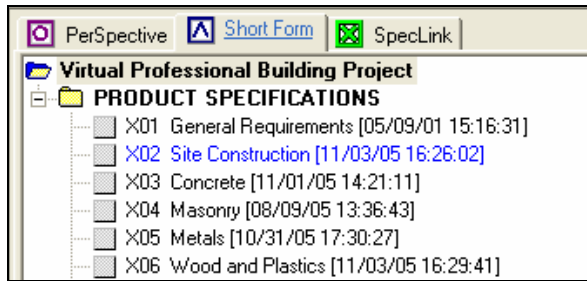 PerSpective Short Form SpecLink
Virtual Professional Building Project
PRODUCT SPECIFICATIONS
X01 General Requirements [05/09/01 15:16:31]
X02 Site Construction [11/03/05 16:26:02]
X03 Concrete [11/01/05 14:21:11]
X04 Masonry [08/09/05 13:36:43]
X05 Metals [10/31/05 17:30:27]
X06 Wood and Plastics [11/03/05 16:29:41]